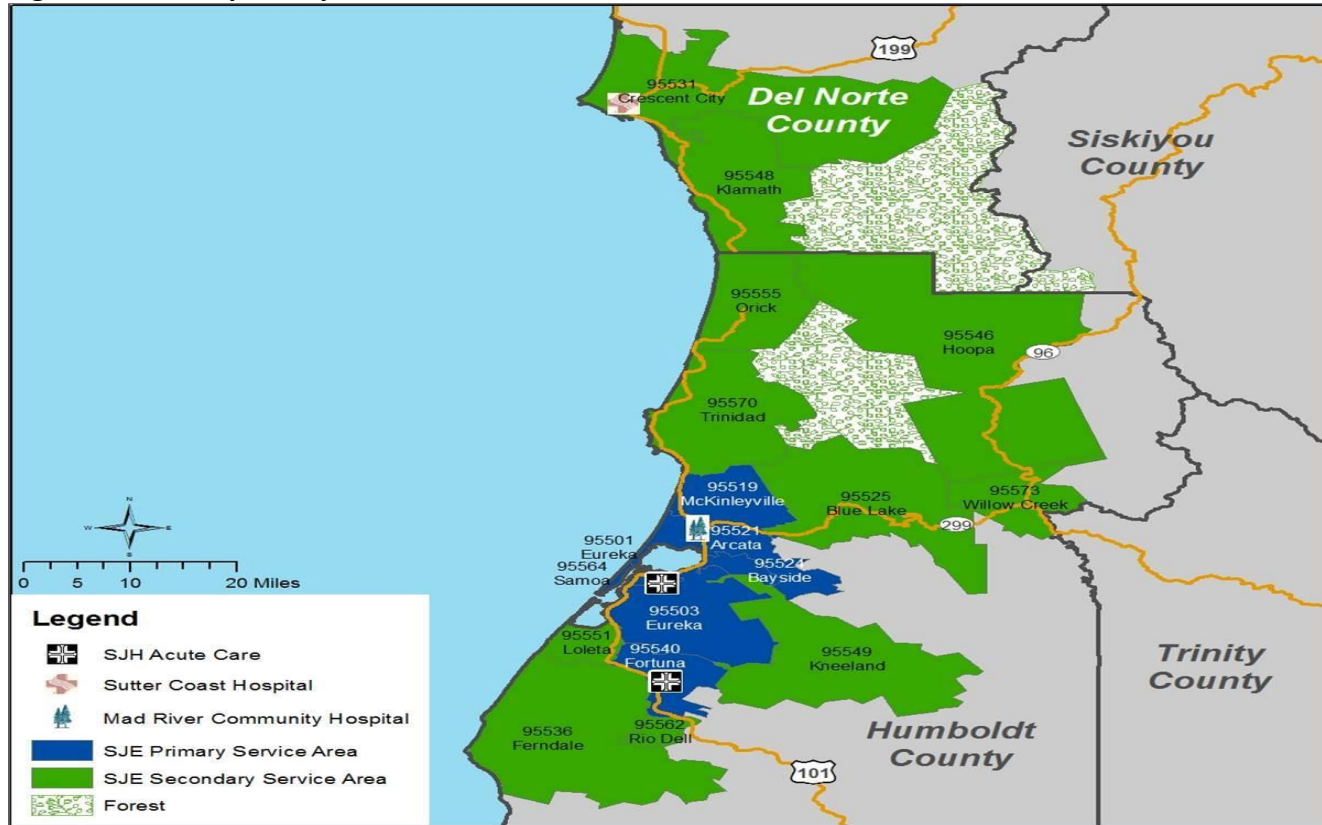 199
95531
Crescent City
Del Norte
County
Siskiyou
County
95548
Klamath
95555
Orick
95546
Hoopa
96
95570
Trinidad
95519
McKinleyville
95525
Blue Lake
95573
Willow Creek
299
95521
Arcata
95501
Eureka
95524
Bayside
95564
Samoa
95503
Eureka
95551
Loleta
95540
Fortuna
95549
Kneeland
Trinity
County
95536
Ferndale
95562
Rio Dell
Humboldt
County
101
N
W
E
S
0 5 10 20 Miles
Legend
SJH Acute Care
Sutter Coast Hospital
Mad River Community Hospital
SJE Primary Service Area
SJE Secondary Service Area
Forest